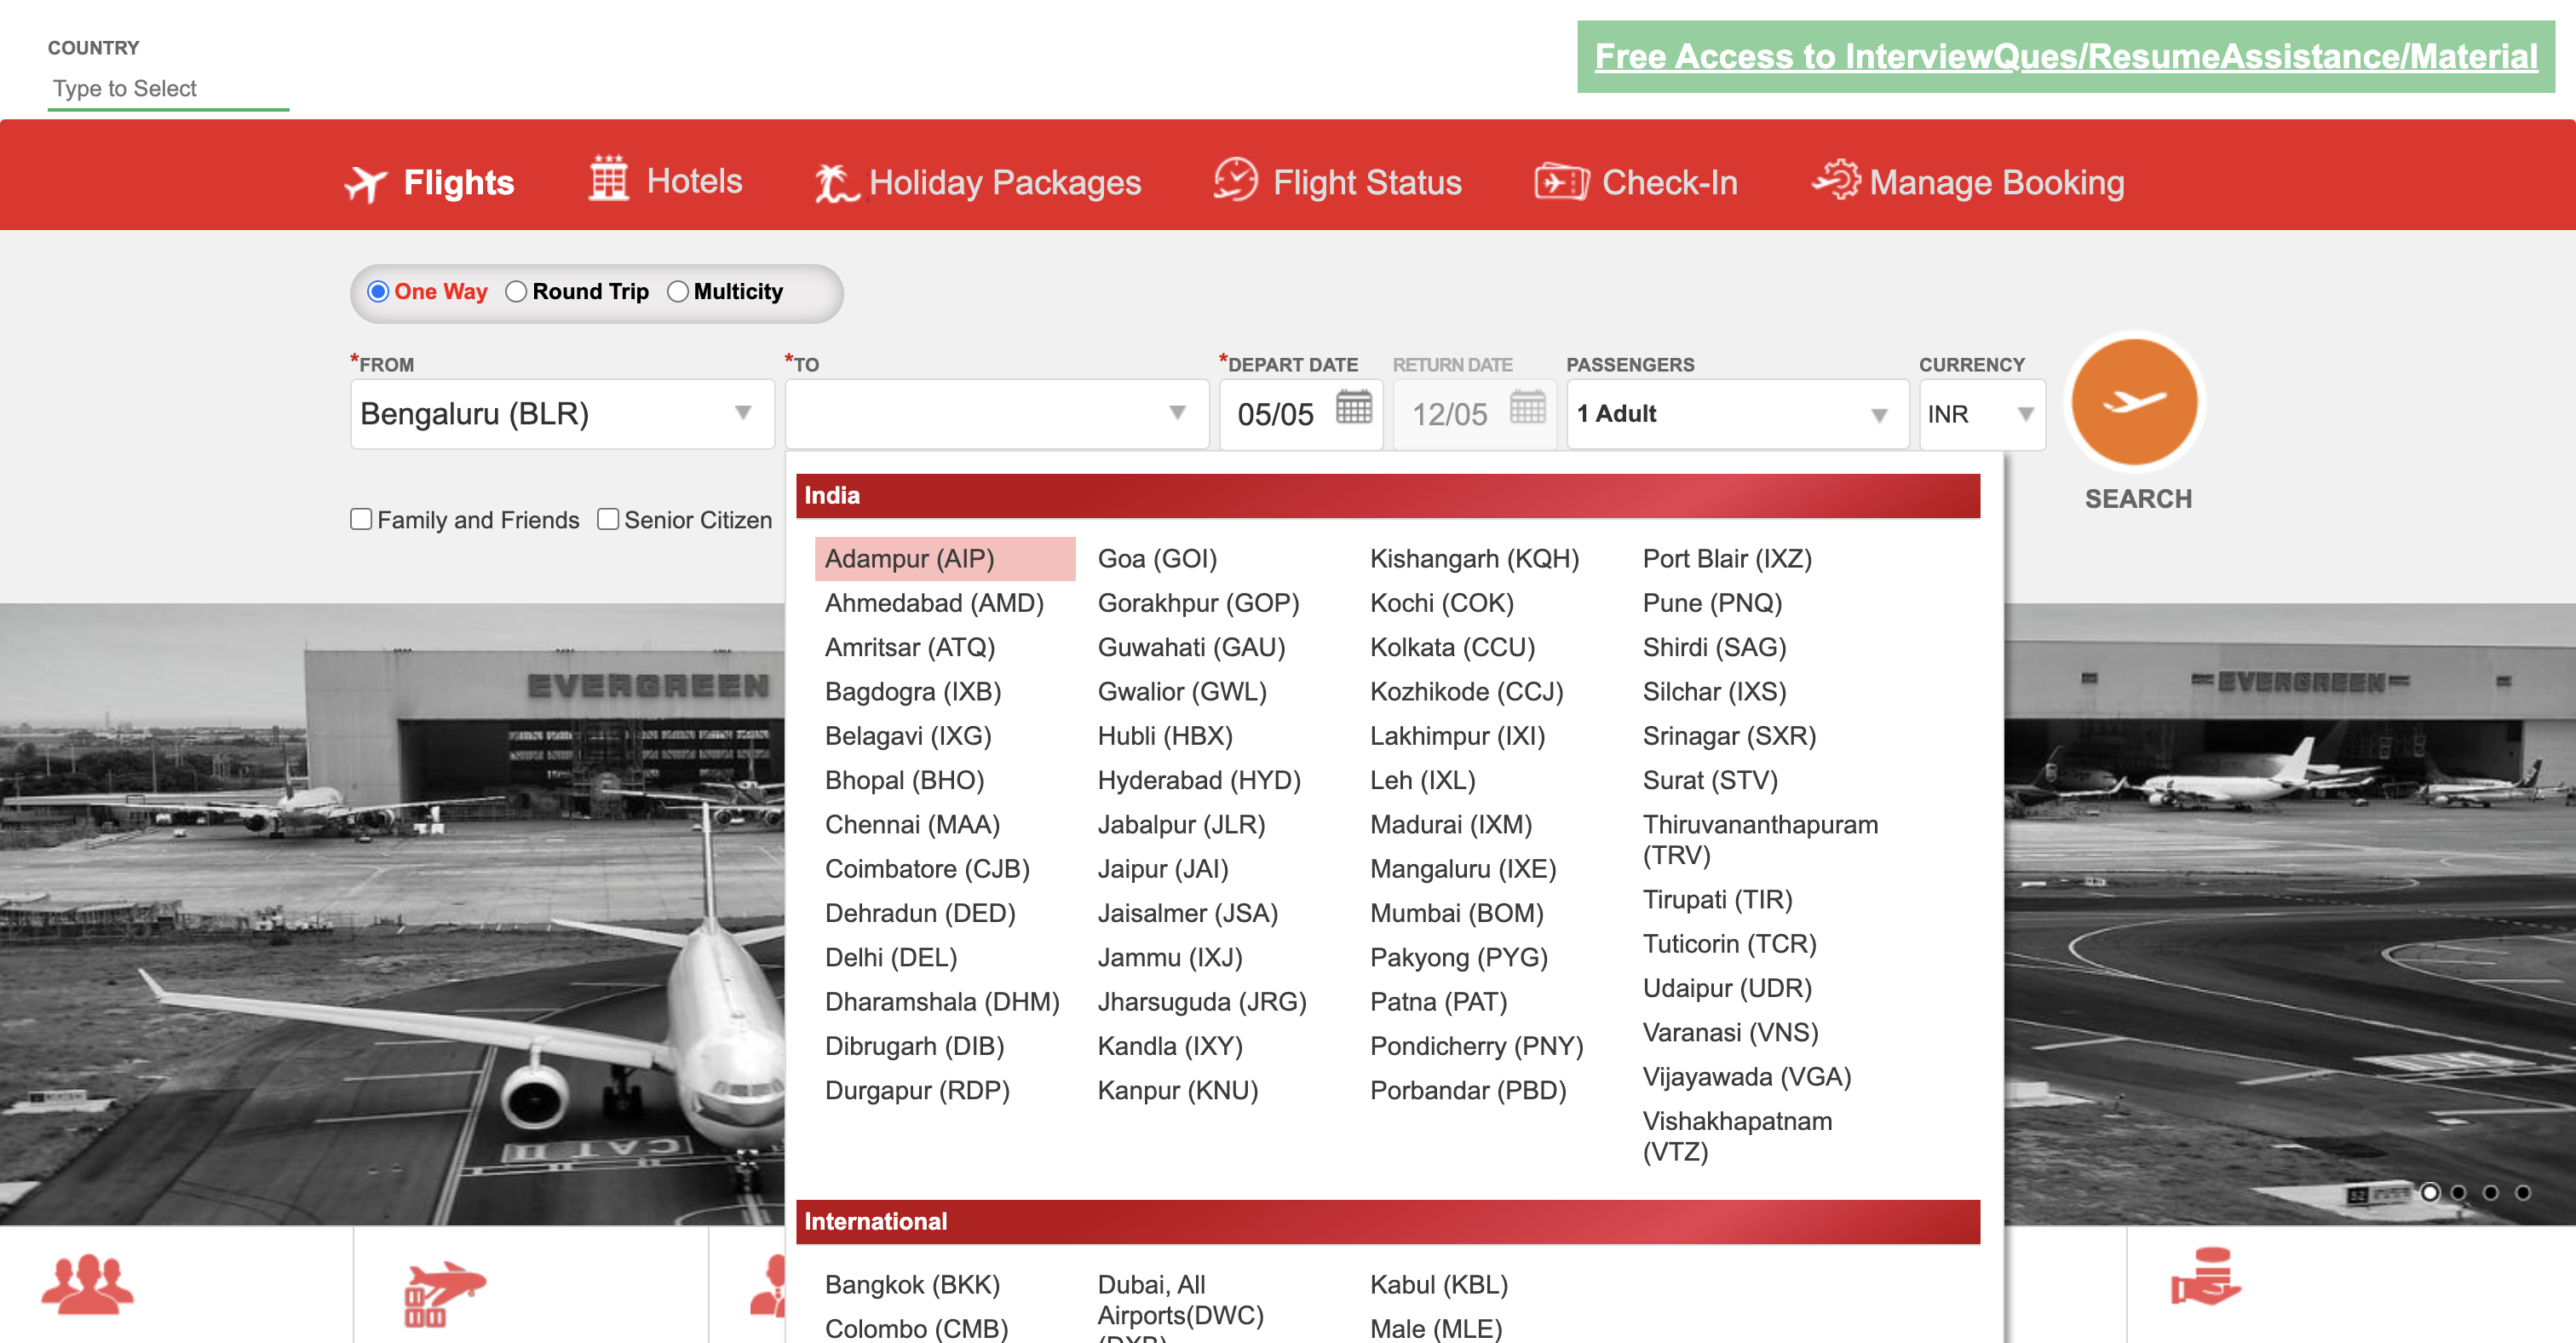 COUNTRY
Type to Select
Free Access to InterviewQues/ResumeAssistance/Material
Flights
Hotels
Holiday Packages
Flight Status
Check-In
Manage Booking
One Way
Round Trip
Multicity
*FROM
Bengaluru (BLR)
*TO
*DEPART DATE
05/05
RETURN DATE
12/05
PASSENGERS
1 Adult
CURRENCY
INR
SEARCH
Family and Friends
Senior Citizen
India
Adampur (AIP)
Ahmedabad (AMD)
Amritsar (ATQ)
Bagdogra (IXB)
Belagavi (IXG)
Bhopal (BHO)
Chennai (MAA)
Coimbatore (CJB)
Dehradun (DED)
Delhi (DEL)
Dharamshala (DHM)
Dibrugarh (DIB)
Durgapur (RDP)
Goa (GOI)
Gorakhpur (GOP)
Guwahati (GAU)
Gwalior (GWL)
Hubli (HBX)
Hyderabad (HYD)
Jabalpur (JLR)
Jaipur (JAI)
Jaisalmer (JSA)
Jammu (IXJ)
Jharsuguda (JRG)
Kandla (IXY)
Kanpur (KNU)
Kishangarh (KQH)
Kochi (COK)
Kolkata (CCU)
Kozhikode (CCJ)
Lakhimpur (IXI)
Leh (IXL)
Madurai (IXM)
Mangaluru (IXE)
Mumbai (BOM)
Pakyong (PYG)
Patna (PAT)
Pondicherry (PNY)
Porbandar (PBD)
Port Blair (IXZ)
Pune (PNQ)
Shirdi (SAG)
Silchar (IXS)
Srinagar (SXR)
Surat (STV)
Thiruvananthapuram
(TRV)
Tirupati (TIR)
Tuticorin (TCR)
Udaipur (UDR)
Varanasi (VNS)
Vijayawada (VGA)
Vishakhapatnam
(VTZ)
International
Bangkok (BKK)
Colombo (CMB)
Dubai, All
Airports(DWC)
Kabul (KBL)
Male (MLE)
EVERGREEN
EVERGREEN
CAT II